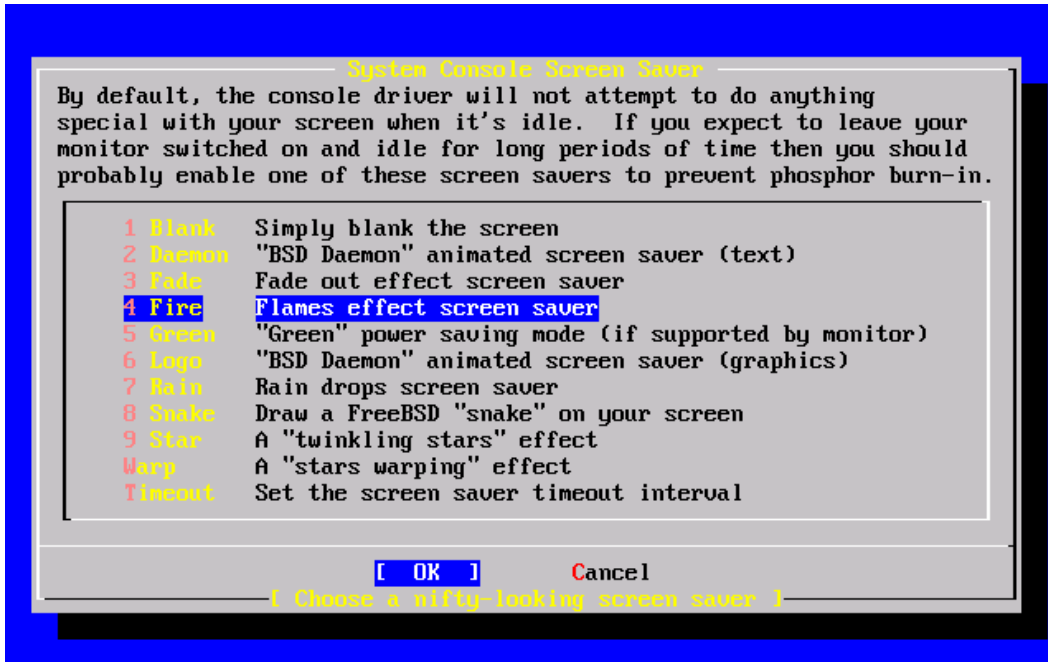 System Console Screen Saver
By default, the console driver will not attempt to do anything
special with your screen when it's idle.  If you expect to leave your
monitor switched on and idle for long periods of time then you should
probably enable one of these screen savers to prevent phosphor burn-in.
1 Blank Simply blank the screen
2 Daemon "BSD Daemon" animated screen saver (text)
3 Fade Fade out effect screen saver
4 Fire Flames effect screen saver
5 Green "Green" power saving mode (if supported by monitor)
6 Logo "BSD Daemon" animated screen saver (graphics)
7 Rain Rain drops screen saver
8 Snake Draw a FreeBSD "snake" on your screen
9 Star A "twinkling stars" effect
Warp A "stars warping" effect
Timeout Set the screen saver timeout interval
[ OK ] Cancel
[ Choose a nifty-looking screen saver ]